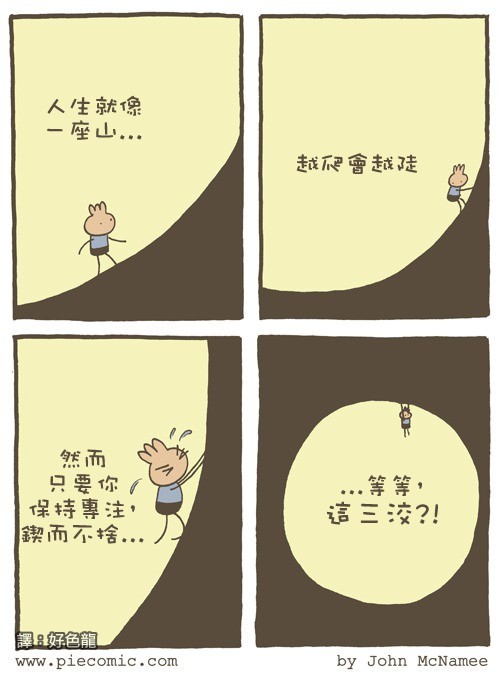 人生就像
一座山...
越爬會越陡
然而
只要你
保持專注,
鍥而不捨...
...等等,
這三洨?!
譯:好色龍
www.piecomic.com
by John McNamee